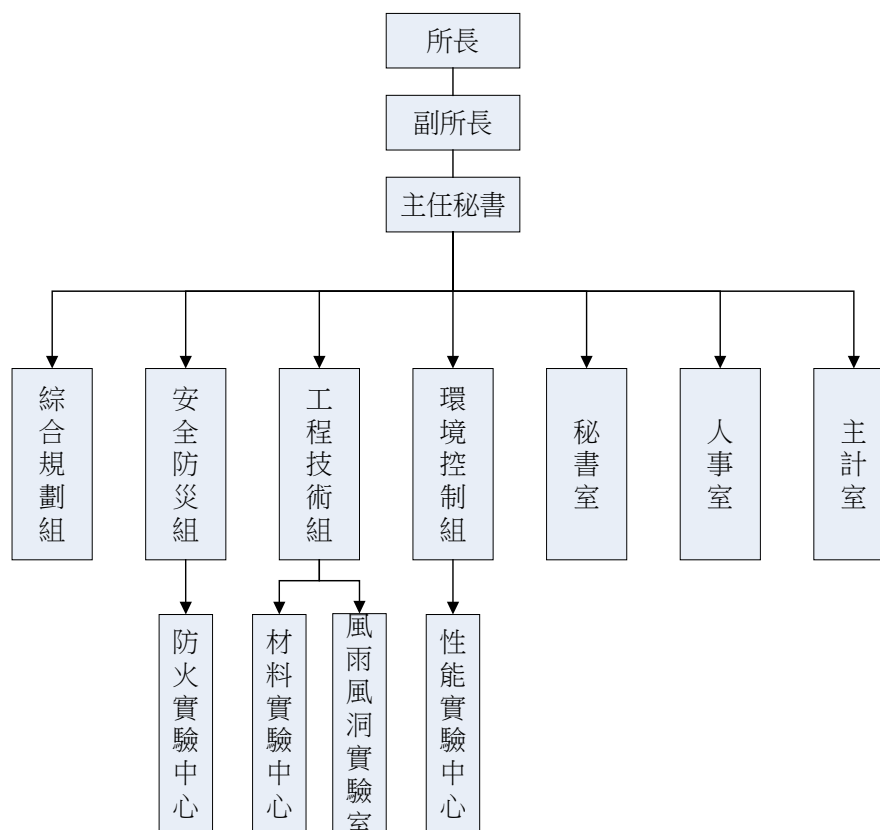 所長
副所長
主任秘書
綜合規劃組
安全防災組
工程技術組
環境控制組
秘書室
人事室
主計室
防火實驗中心
材料實驗中心
風雨風洞實驗室
性能實驗中心